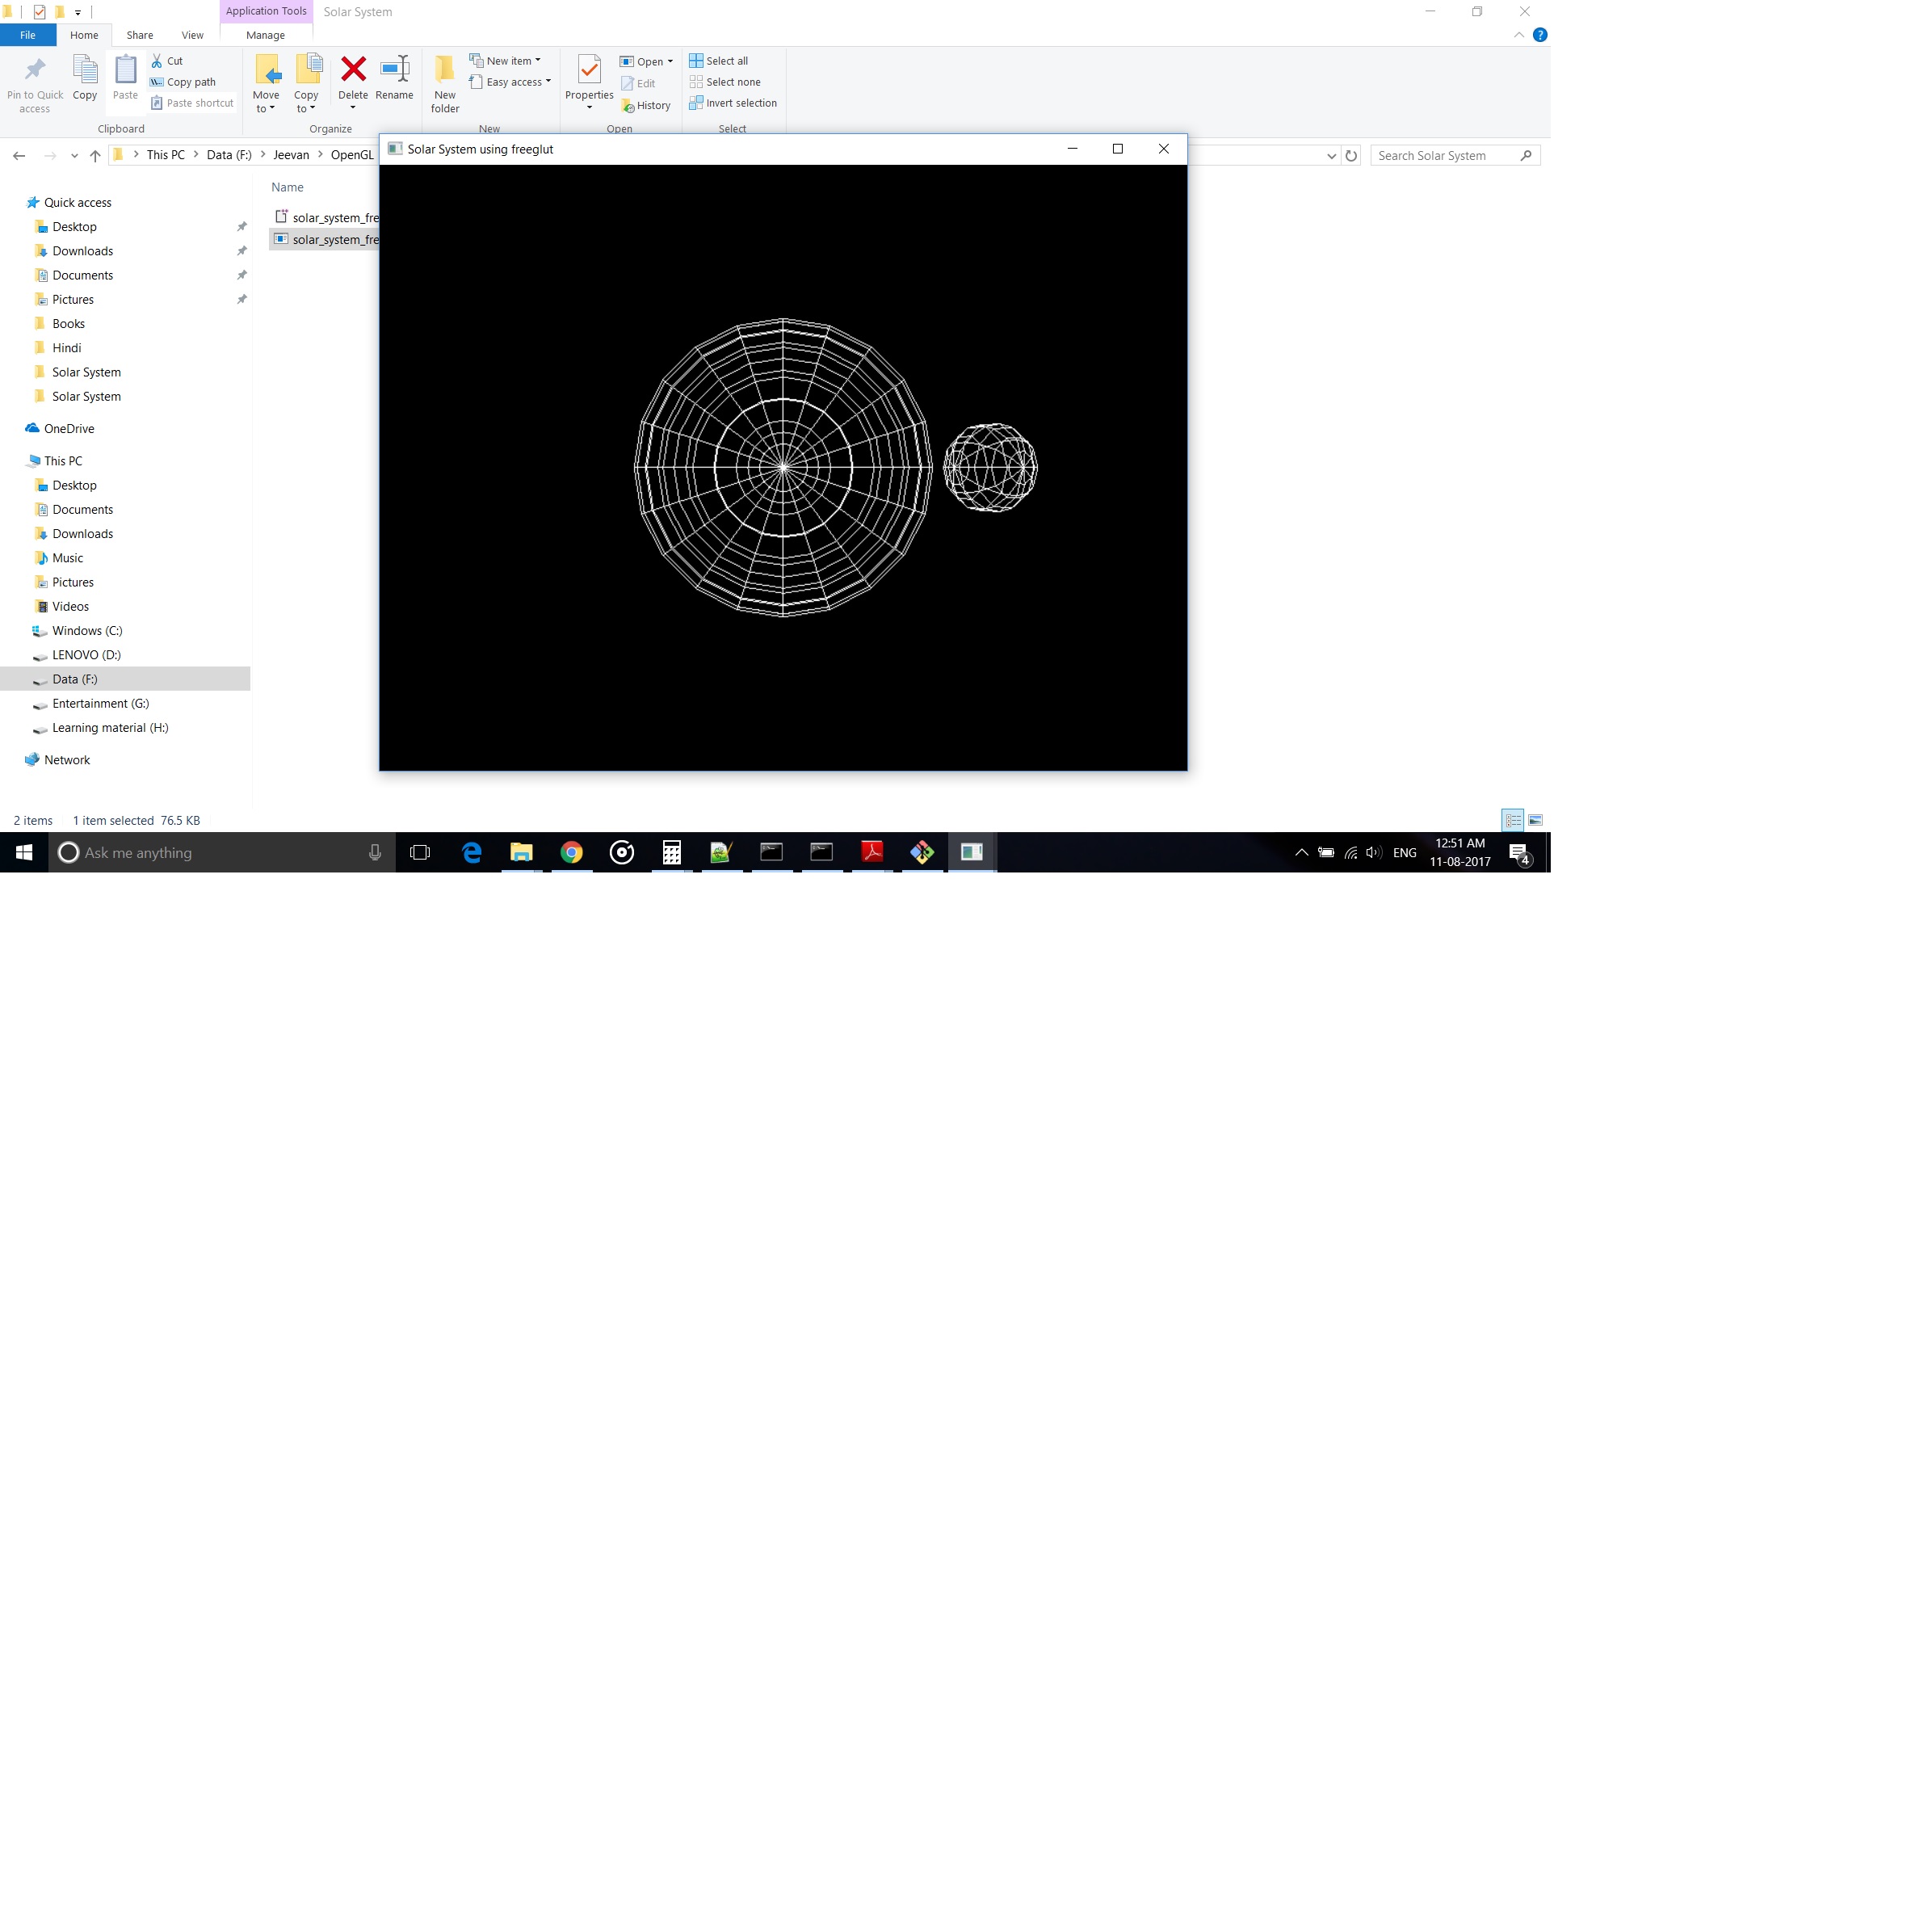 Application Tools
Solar System
File
Home
Share
View
Manage
Pin to Quick access
Copy
Paste
Cut
Copy path
Paste shortcut
Clipboard
Move to
Copy to
Delete
Rename
Organize
New folder
New item
Easy access
New
Properties
Open
Edit
History
Open
Select all
Select none
Invert selection
Select
This PC
Data (F:)
Jeevan
OpenGL
Search Solar System
Solar System using freeglut
Name
solar_system_fre
solar_system_fre
Quick access
Desktop
Downloads
Documents
Pictures
Books
Hindi
Solar System
Solar System
OneDrive
This PC
Desktop
Documents
Downloads
Music
Pictures
Videos
Windows (C:)
LENOVO (D:)
Data (F:)
Entertainment (G:)
Learning material (H:)
Network
2 items
1 item selected 76.5 KB
Ask me anything
ENG
12:51 AM
11-08-2017
4